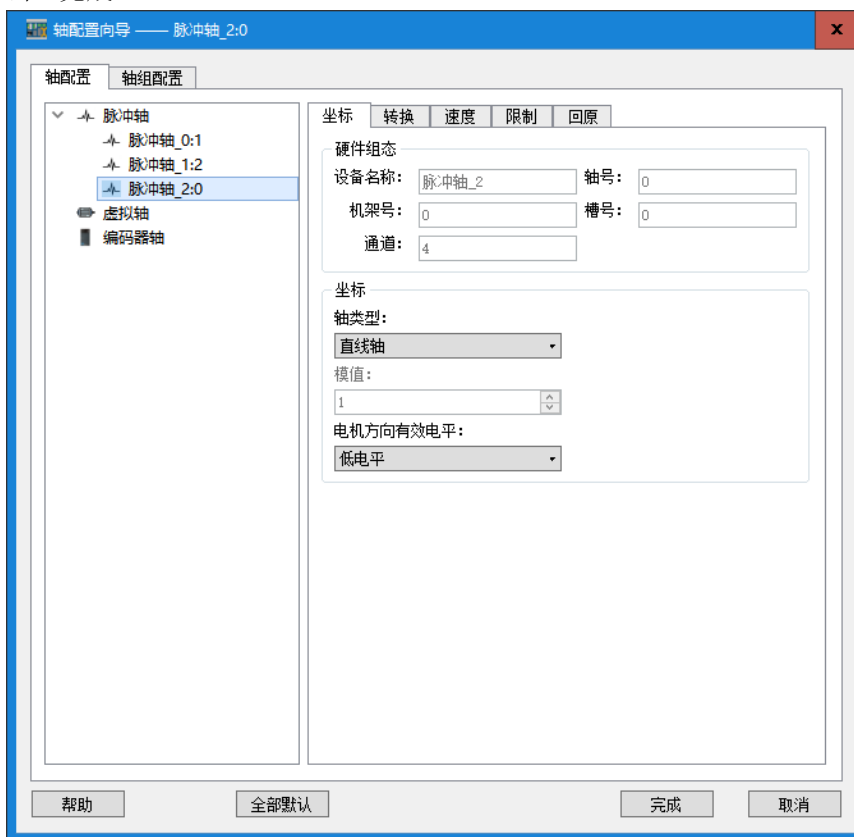 轴配置向导 —— 脉冲轴_2:0
x
轴配置 轴组配置
脉冲轴
脉冲轴_0:1
脉冲轴_1:2
脉冲轴_2:0
虚拟轴
编码器轴
坐标 转换 速度 限制 回原
硬件组态
设备名称: 脉冲轴_2 轴号: 0
机架号: 0 槽号: 0
通道: 4
坐标
轴类型:
直线轴
模值:
1
电机方向有效电平:
低电平
帮助 全部默认 完成 取消